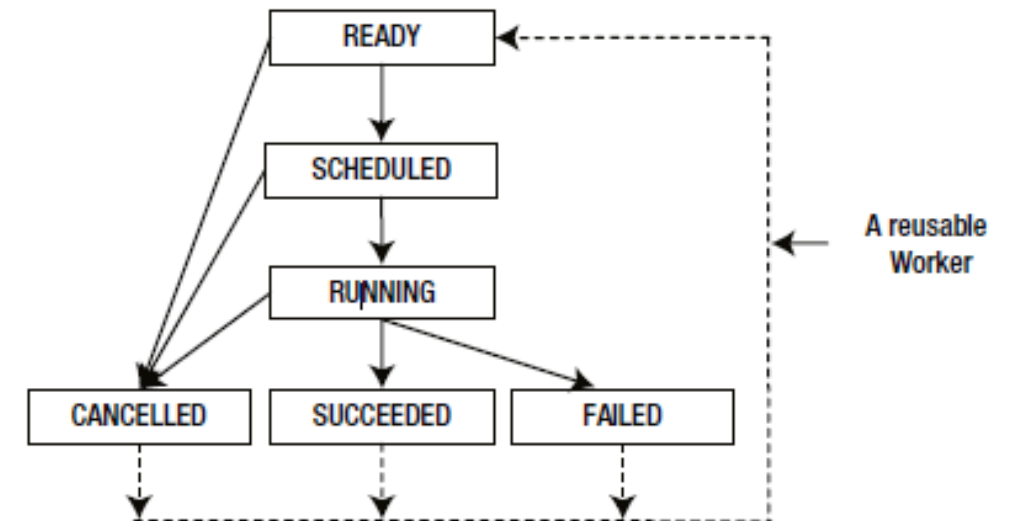 READY
SCHEDULED
A reusable
Worker
RUNNING
CANCELLED
SUCCEEDED
FAILED